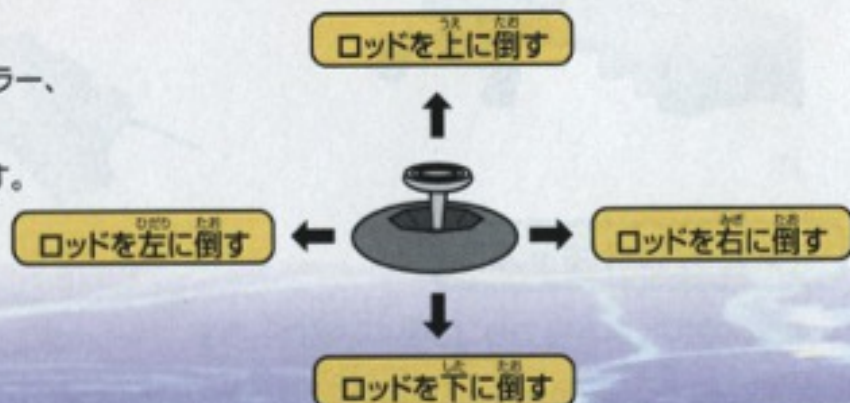 ロッドを上に倒す
ラー、
す。
ロッドを左に倒す
ロッドを右に倒す
ロッドを下に倒す